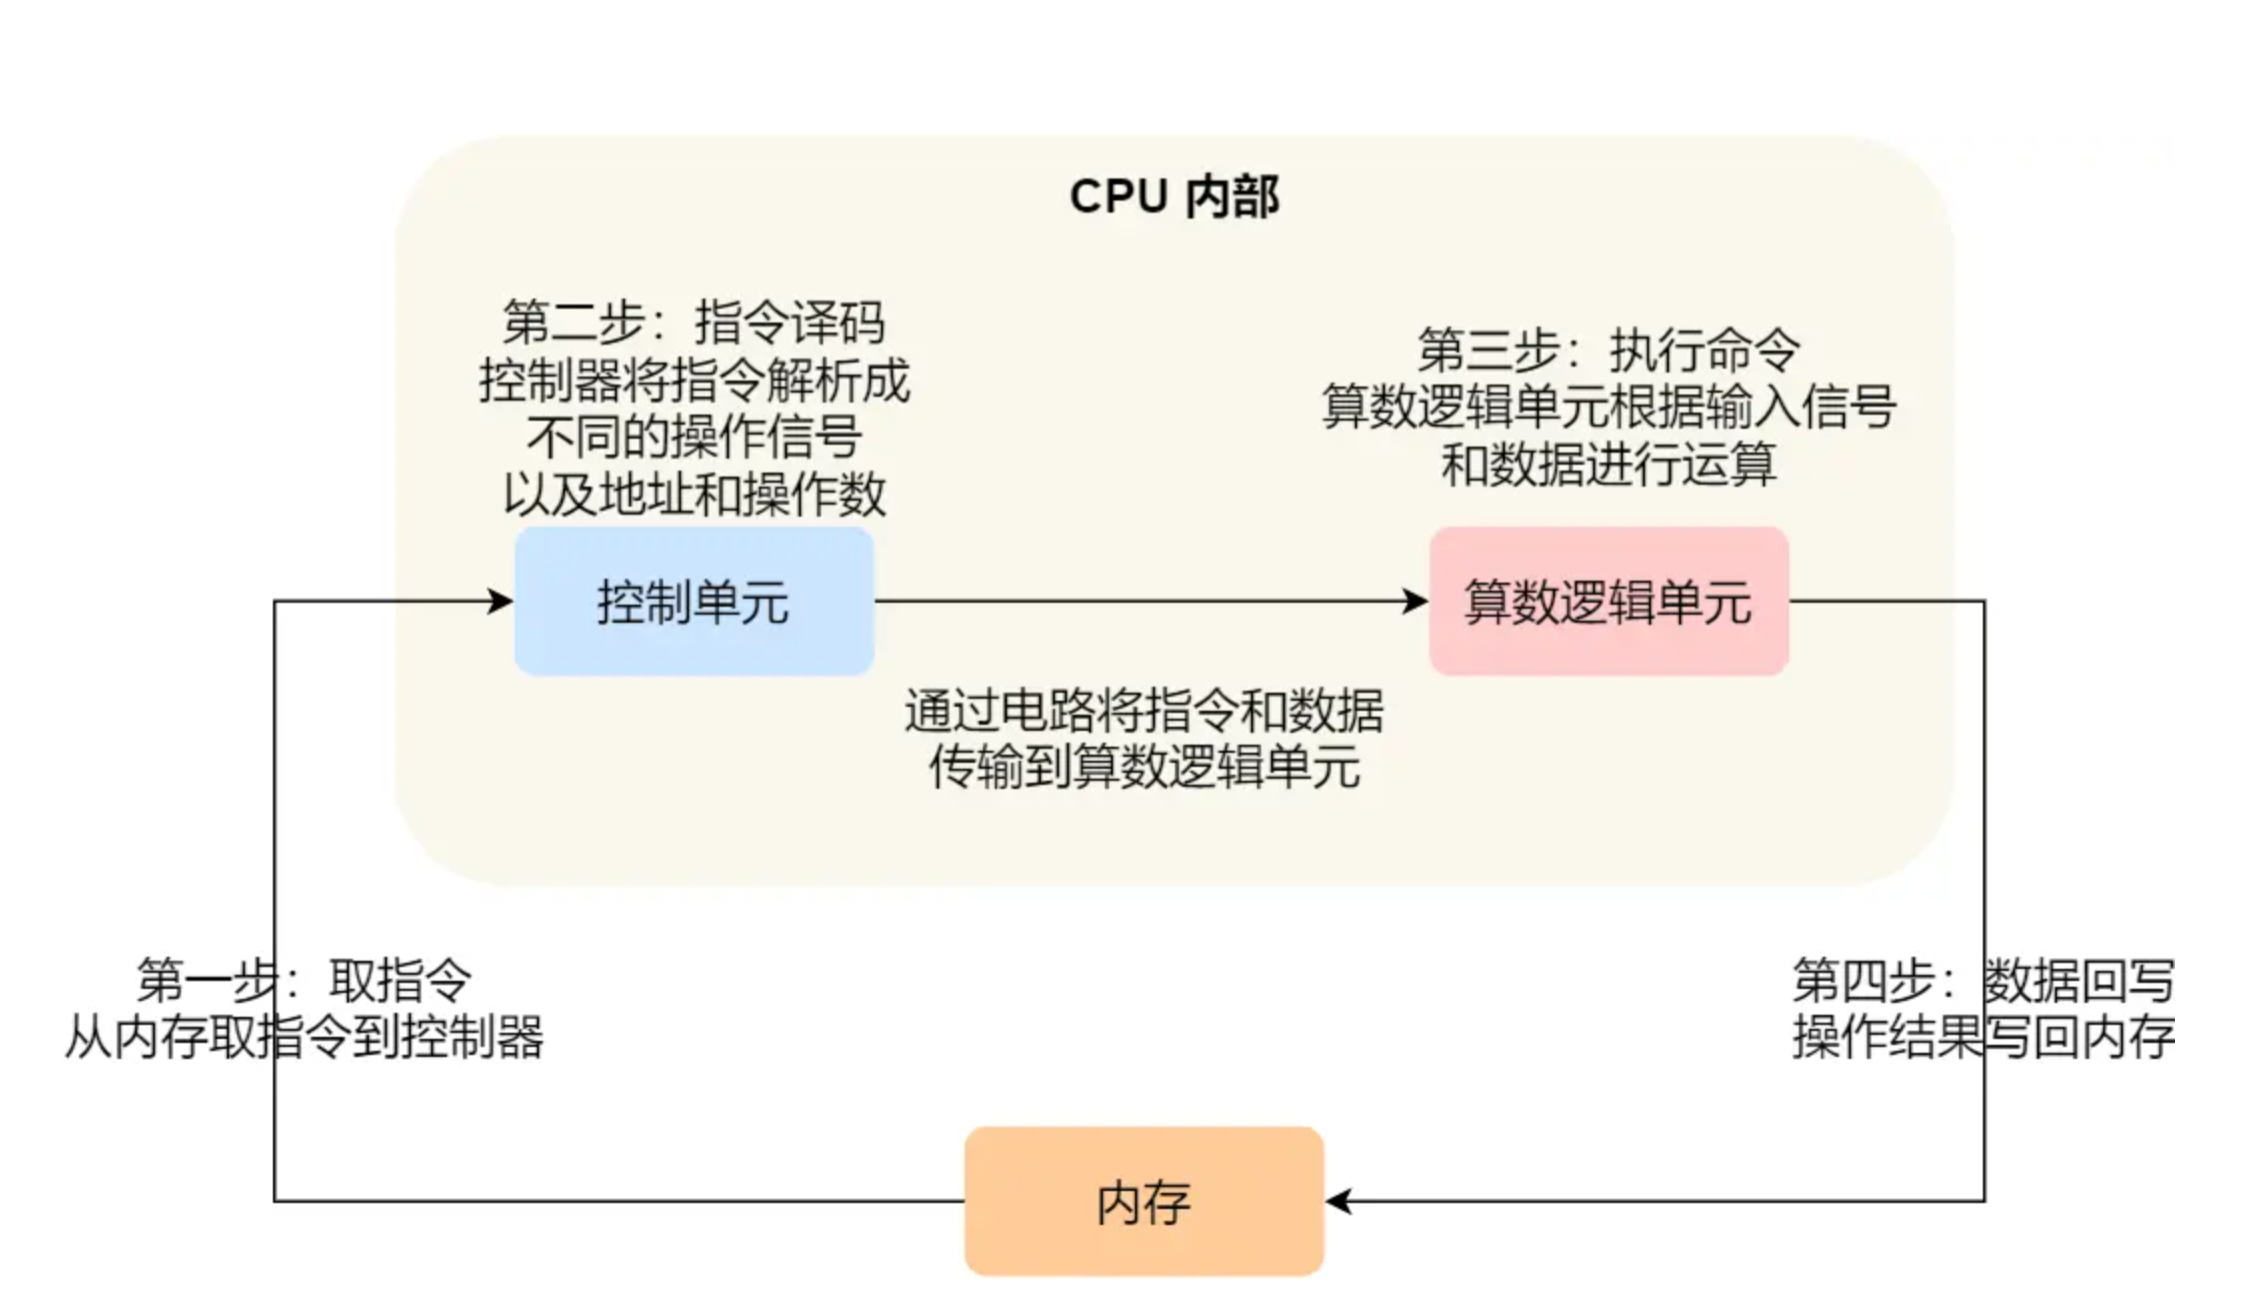 CPU 内部
第二步：指令译码
控制器将指令解析成
不同的操作信号
以及地址和操作数
第三步：执行命令
算数逻辑单元根据输入信号
和数据进行运算
控制单元
算数逻辑单元
通过电路将指令和数据
传输到算数逻辑单元
第一步：取指令
从内存取指令到控制器
第四步：数据回写
操作结果写回内存
内存